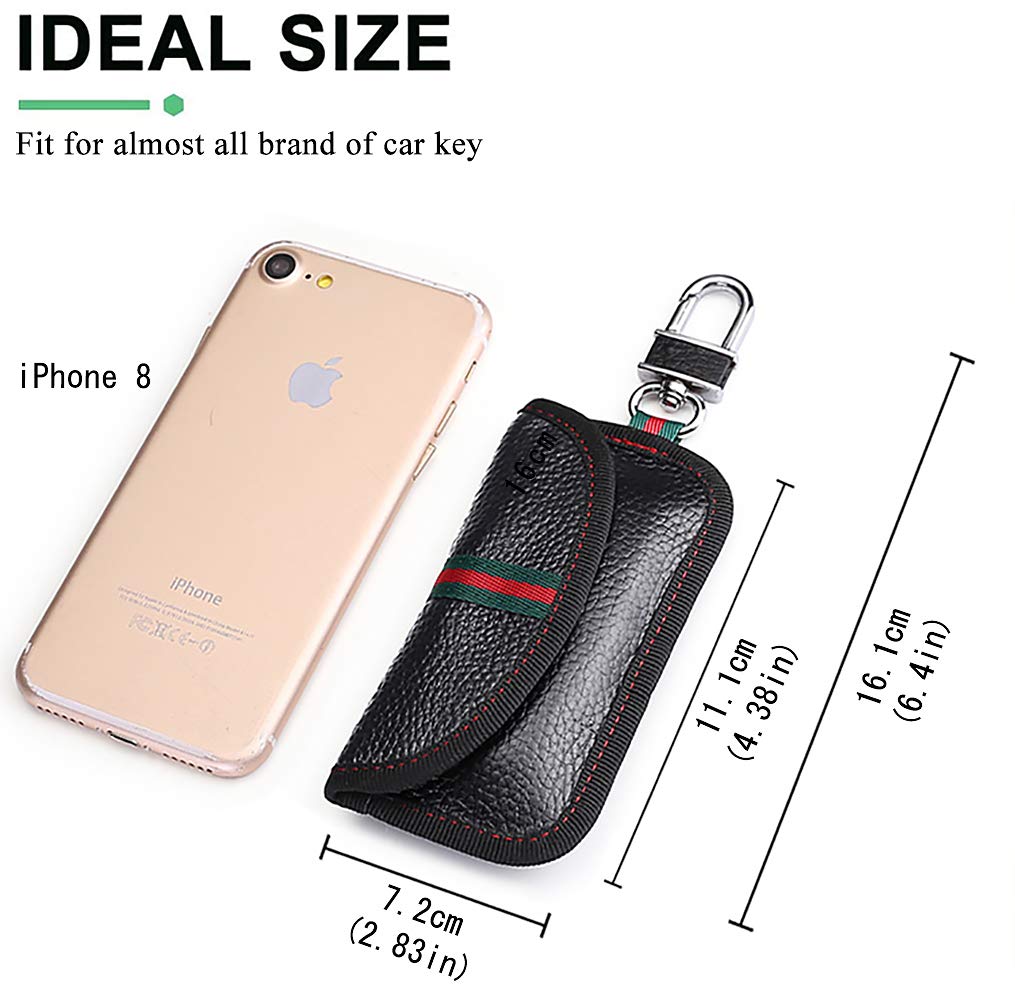 IDEAL SIZE
Fit for almost all brand of car key
iPhone 8
16cm
iPhone
11.1cm
(4.38in)
16.1cm
(6.4in)
7.2cm
(2.83in)